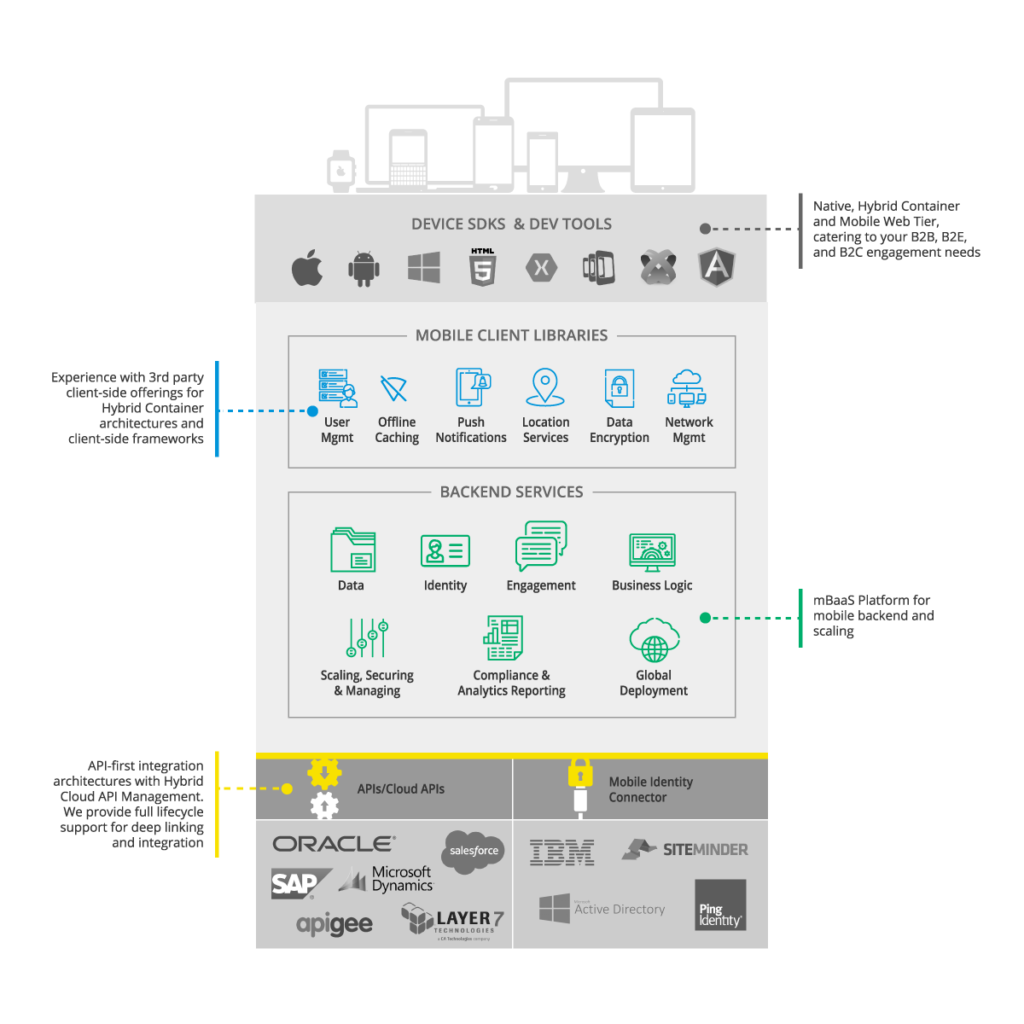 DEVICE SDKS & DEV TOOLS
HTML
5
A
Native, Hybrid Container
and Mobile Web Tier,
catering to your B2B, B2E,
and B2C engagement needs
MOBILE CLIENT LIBRARIES
Experience with 3rd party
client-side offerings for
Hybrid Container
architectures and
client-side frameworks
User
Mgmt
Offline
Caching
Push
Notifications
Location
Services
Data
Encryption
Network
Mgmt
BACKEND SERVICES
Data
Identity
Engagement
Business Logic
Scaling, Securing
& Managing
Compliance &
Analytics Reporting
Global
Deployment
mBaaS Platform for
mobile backend and
scaling
API-first integration
architectures with Hybrid
Cloud API Management.
We provide full lifecycle
support for deep linking
and integration
APIs/Cloud APIs
Mobile Identity
Connector
ORACLE
salesforce
SAP
Microsoft
Dynamics
apigee
LAYER 7
TECHNOLOGIES
a CA Technologies company
IBM
SITEMINDER
Microsoft
Active Directory
Ping
Identity